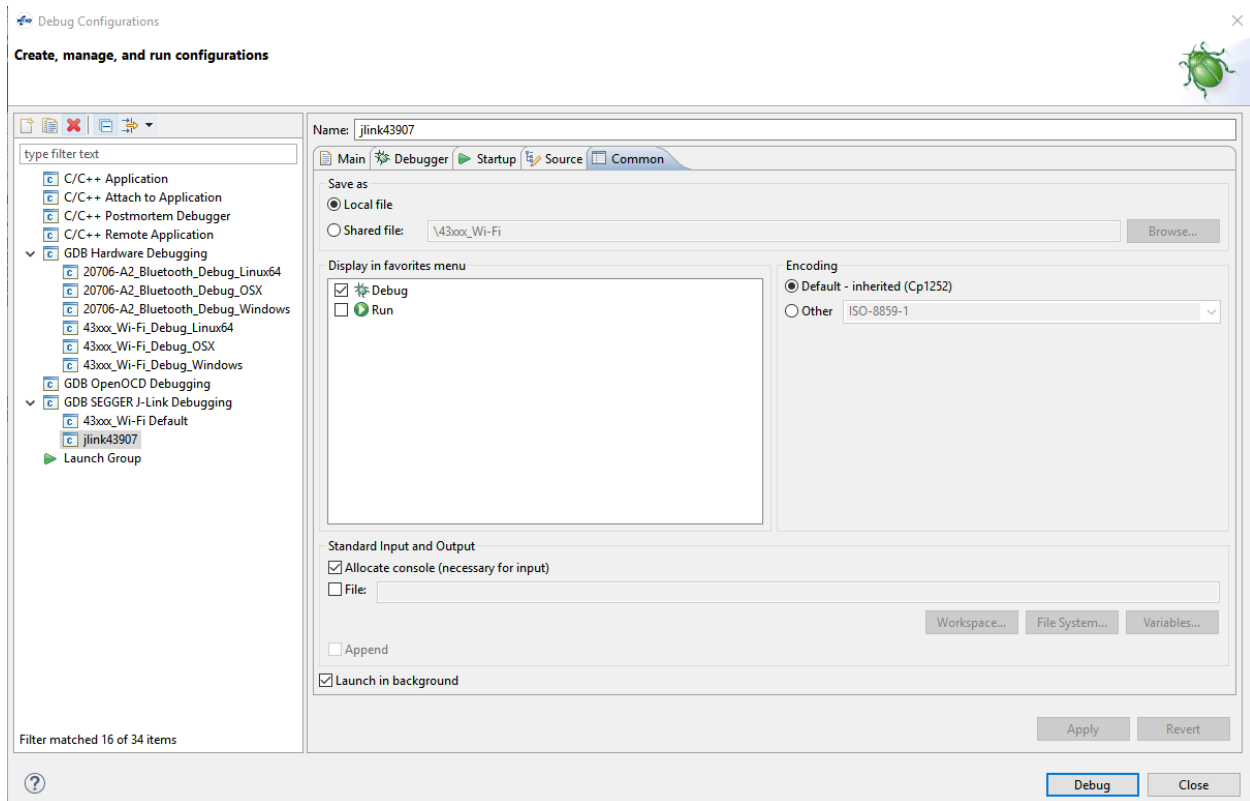 Debug Configurations
Create, manage, and run configurations
type filter text
C/C++ Application
C/C++ Attach to Application
C/C++ Postmortem Debugger
C/C++ Remote Application
GDB Hardware Debugging
20706-A2_Bluetooth_Debug_Linux64
20706-A2_Bluetooth_Debug_OSX
20706-A2_Bluetooth_Debug_Windows
43xxx_Wi-Fi_Debug_Linux64
43xxx_Wi-Fi_Debug_OSX
43xxx_Wi-Fi_Debug_Windows
GDB OpenOCD Debugging
GDB SEGGER J-Link Debugging
43xxx_Wi-Fi Default
jlink43907
Launch Group
Filter matched 16 of 34 items
Name: jlink43907
Main Debugger Startup Source Common
Save as
Local file
Shared file: \43xxx_Wi-Fi Browse...
Display in favorites menu
Debug
Run
Encoding
Default - inherited (Cp1252)
Other ISO-8859-1
Standard Input and Output
Allocate console (necessary for input)
File:
Workspace... File System... Variables...
Append
Launch in background
Apply Revert
? Debug Close